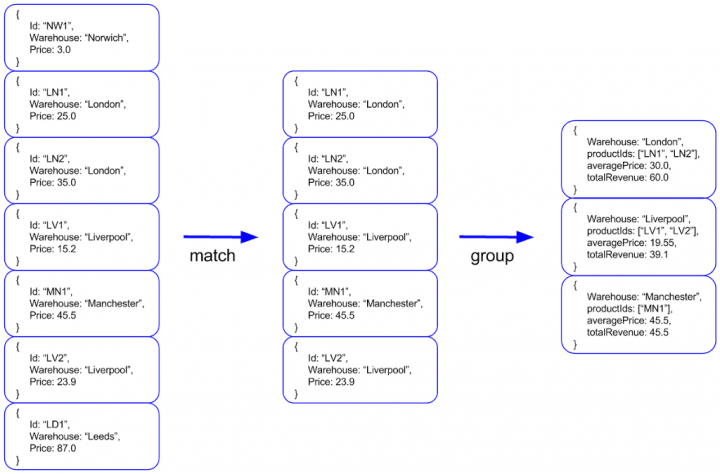 {
Id: “NW1”,
Warehouse: “Norwich”,
Price: 3.0
}
{
Id: “LN1”,
Warehouse: “London”,
Price: 25.0
}
{
Id: “LN2”,
Warehouse: “London”,
Price: 35.0
}
{
Id: “LV1”,
Warehouse: “Liverpool”,
Price: 15.2
}
{
Id: “MN1”,
Warehouse: “Manchester”,
Price: 45.5
}
{
Id: “LV2”,
Warehouse: “Liverpool”,
Price: 23.9
}
{
Id: “LD1”,
Warehouse: “Leeds”,
Price: 87.0
}
match
{
Id: “LN1”,
Warehouse: “London”,
Price: 25.0
}
{
Id: “LN2”,
Warehouse: “London”,
Price: 35.0
}
{
Id: “LV1”,
Warehouse: “Liverpool”,
Price: 15.2
}
{
Id: “MN1”,
Warehouse: “Manchester”,
Price: 45.5
}
{
Id: “LV2”,
Warehouse: “Liverpool”,
Price: 23.9
}
group
{
Warehouse: “London”,
productIds: [“LN1”, “LN2”],
averagePrice: 30.0,
totalRevenue: 60.0
}
{
Warehouse: “Liverpool”,
productIds: [“LV1”, “LV2”],
averagePrice: 19.55,
totalRevenue: 39.1
}
{
Warehouse: “Manchester”,
productIds: [“MN1”],
averagePrice: 45.5,
totalRevenue: 45.5
}